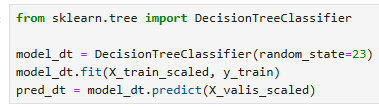 from sklearn.tree import DecisionTreeClassifier
model_dt = DecisionTreeClassifier(random_state=23)
model_dt.fit(X_train_scaled, y_train)
pred_dt = model_dt.predict(X_valis_scaled)